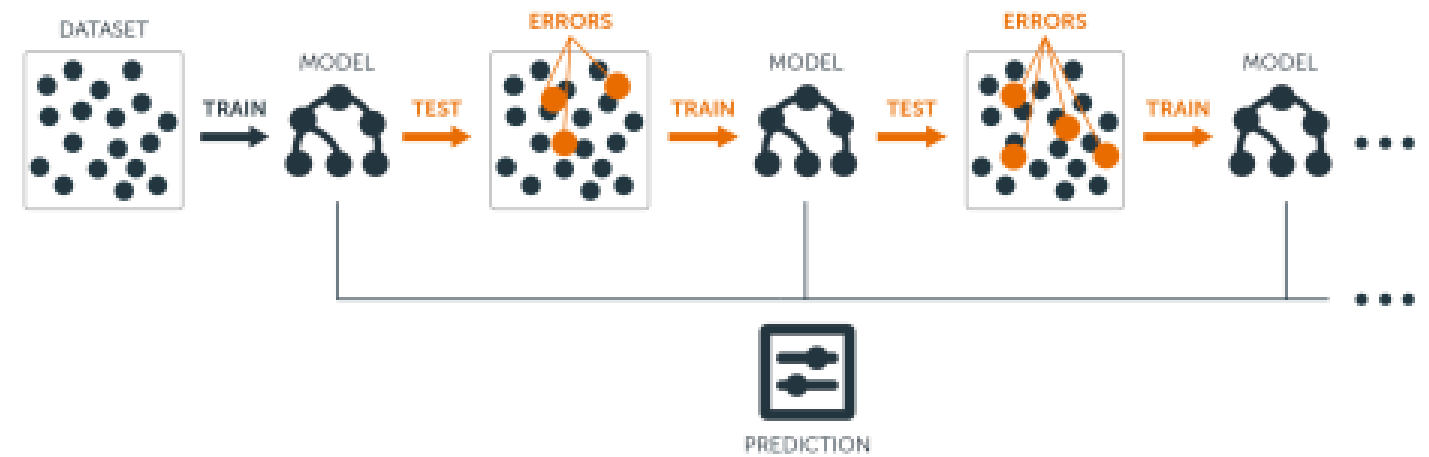 DATASET
TRAIN
MODEL
TEST
ERRORS
TRAIN
MODEL
TEST
ERRORS
TRAIN
MODEL
PREDICTION